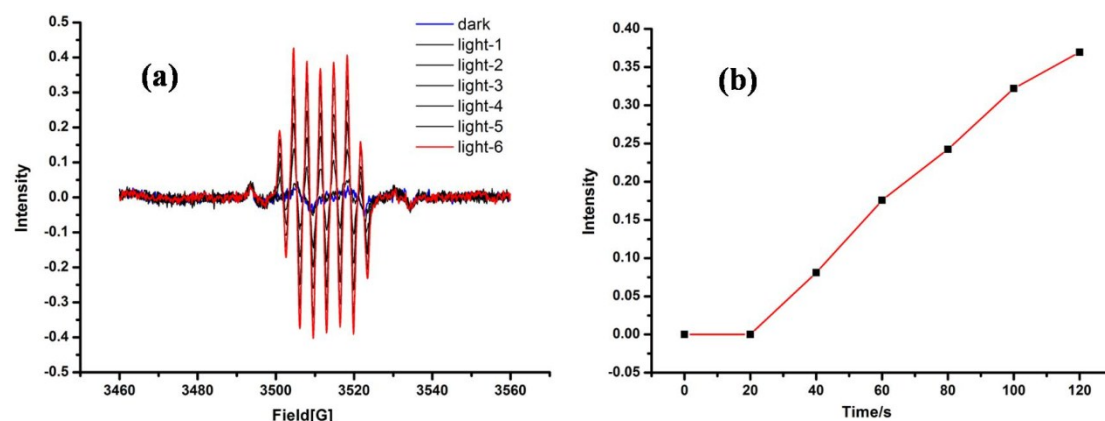 (a)
dark
light-1
light-2
light-3
light-4
light-5
light-6
0.5
0.4
0.3
0.2
0.1
0.0
-0.1
-0.2
-0.3
-0.4
-0.5
Intensity
3460 3480 3500 3520 3540 3560
Field[G]
(b)
0.40
0.35
0.30
0.25
0.20
0.15
0.10
0.05
0.00
-0.05
Intensity
0 20 40 60 80 100 120
Time/s